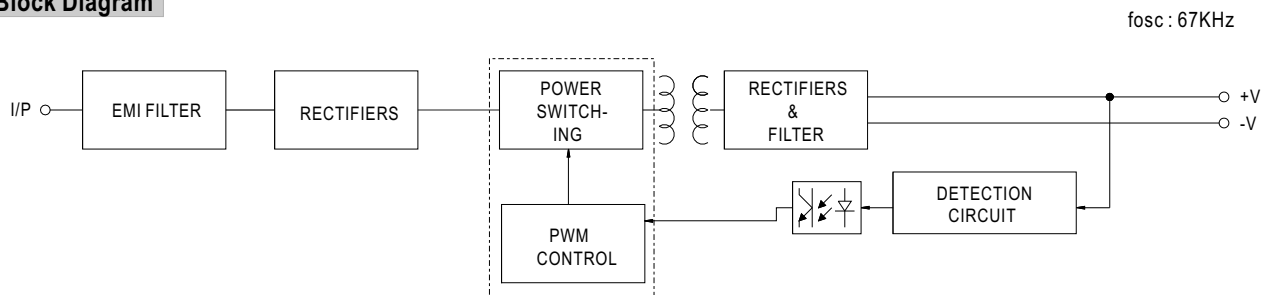 Block Diagram
fosc : 67KHz
I/P
EMI FILTER
RECTIFIERS
POWER
SWITCH-
ING
RECTIFIERS
&
FILTER
+V
-V
DETECTION
CIRCUIT
PWM
CONTROL